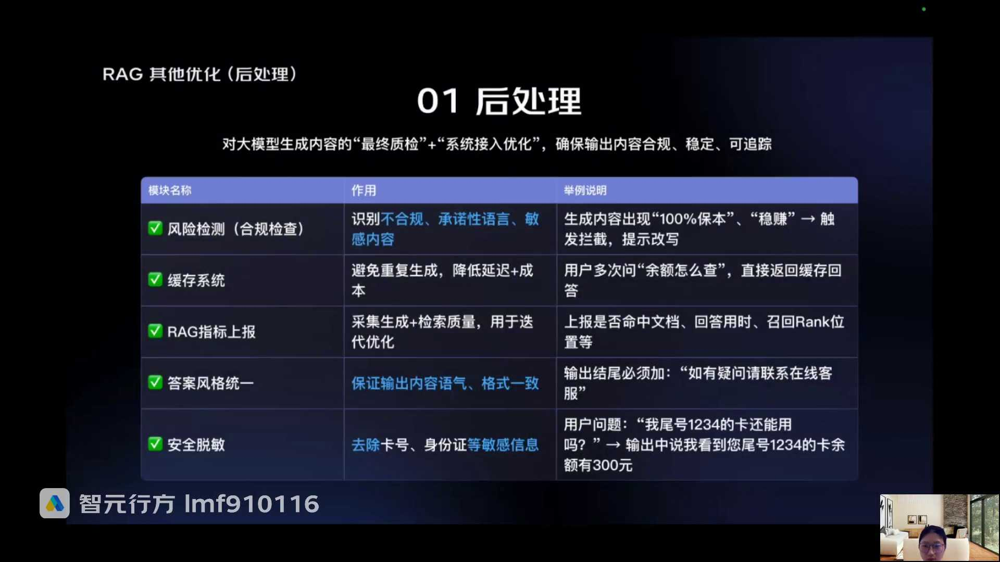 RAG 其他优化（后处理）
01 后处理
对大模型生成内容的“最终质检”+“系统接入优化”，确保输出内容合规、稳定、可追踪
模块名称
作用
举例说明
✅ 风险检测（合规检查）
识别不合规、承诺性语言、敏
感内容
生成内容出现“100%保本”、“稳赚” → 触
发拦截，提示改写
✅ 缓存系统
避免重复生成，降低延迟+成
本
用户多次问“余额怎么查”，直接返回缓存回
答
✅ RAG指标上报
采集生成+检索质量，用于迭
代优化
上报是否命中文档、回答用时、召回Rank位
置等
✅ 答案风格统一
保证输出内容语气、格式一致
输出结尾必须加：“如有疑问请联系在线客
服”
✅ 安全脱敏
去除卡号、身份证等敏感信息
用户问题：“我尾号1234的卡还能用
吗？” → 输出中说我看到您尾号1234的卡余
额有300元
智元行方 lmf910116